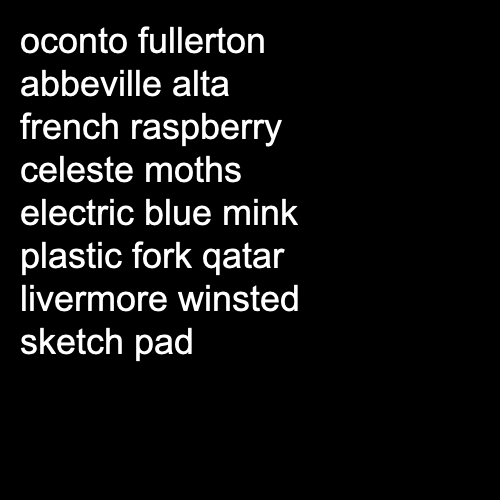 oconto fullerton
abbeville alta
french raspberry
celeste moths
electric blue mink
plastic fork qatar
livermore winsted
sketch pad